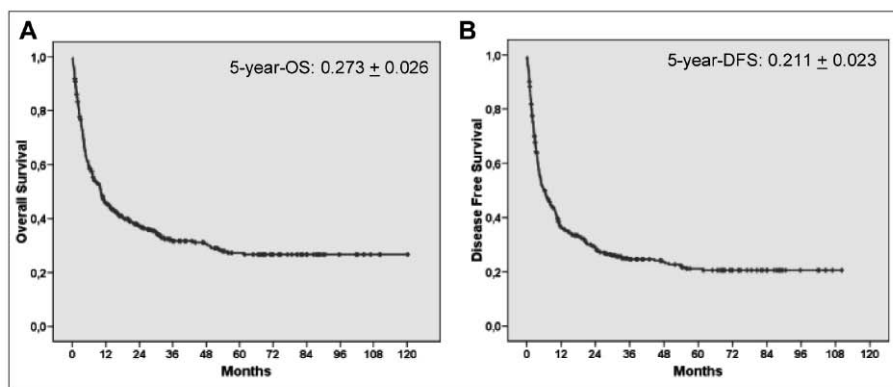 A
5-year-OS: 0.273 ± 0.026
Overall Survival
1,0
0,8
0,6
0,4
0,2
0,0
0 12 24 36 48 60 72 84 96 108 120
Months
B
5-year-DFS: 0.211 ± 0.023
Disease Free Survival
1,0
0,8
0,6
0,4
0,2
0,0
0 12 24 36 48 60 72 84 96 108 120
Months